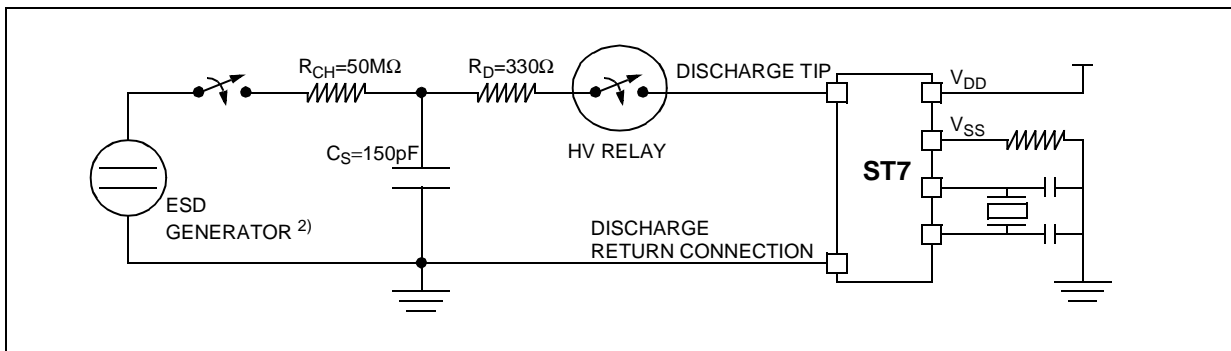 R_CH=50MΩ
R_D=330Ω
DISCHARGE TIP
V_DD
V_SS
HV RELAY
C_S=150pF
ST7
ESD
GENERATOR 2)
DISCHARGE
RETURN CONNECTION